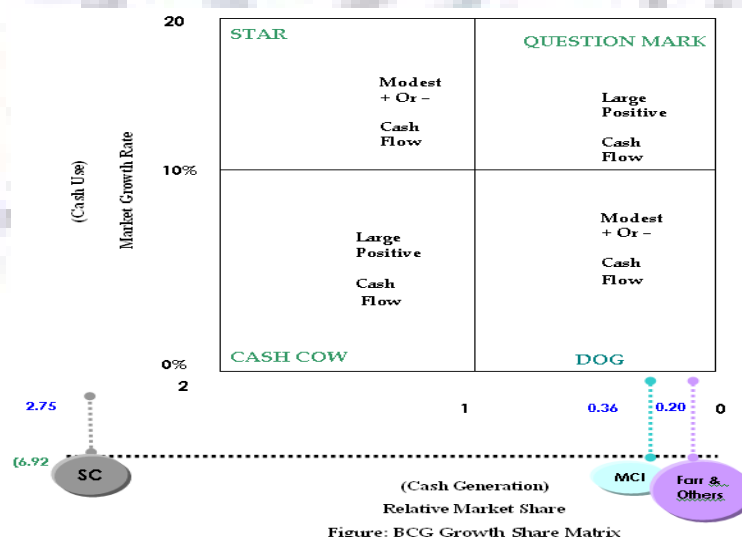 20
STAR
QUESTION MARK
Modest
+ Or –
Cash
Flow
Large
Positive
Cash
Flow
10%
(Cash Use)
Market Growth Rate
Large
Positive
Cash
Flow
Modest
+ Or –
Cash
Flow
0%
CASH COW
DOG
2
2.75
1
0.36
0.20
0
(6.92
SC
MCI
Farr &
Others
(Cash Generation)
Relative Market Share
Figure: BCG Growth Share Matrix